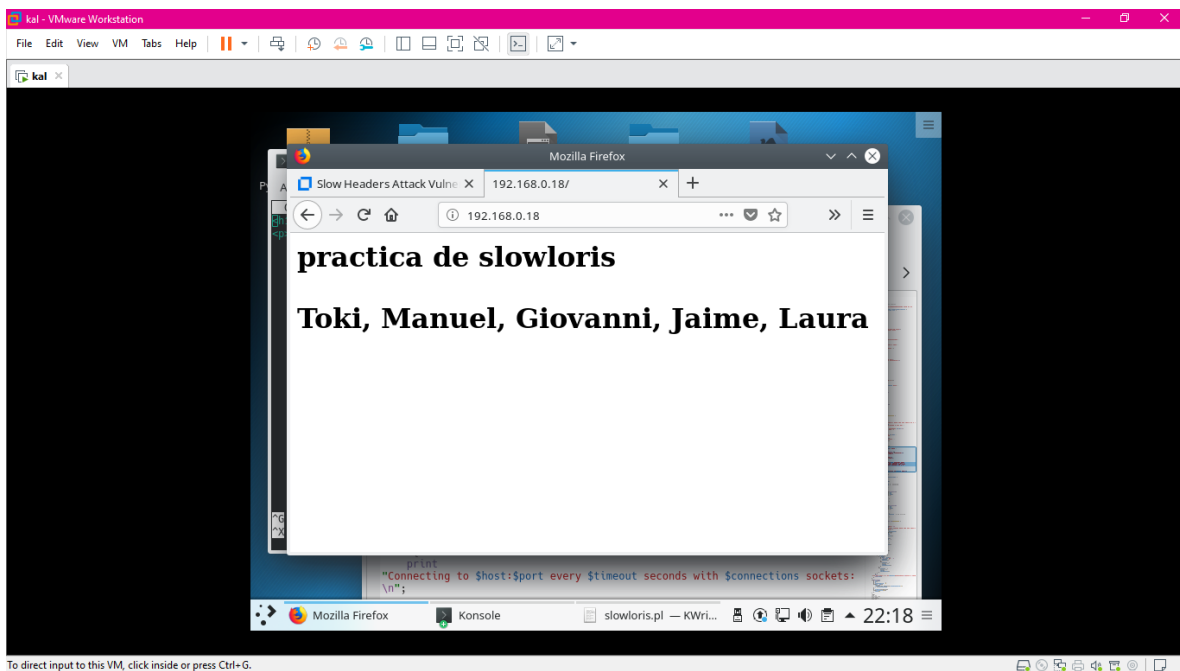 kal - VMware Workstation
File Edit View VM Tabs Help
kal
Mozilla Firefox
Slow Headers Attack Vulne
192.168.0.18/
192.168.0.18
practica de slowloris
Toki, Manuel, Giovanni, Jaime, Laura
^G
^X
print
"Connecting to $host:$port every $timeout seconds with $connections sockets:
\n";
Mozilla Firefox
Konsole
slowloris.pl — KWri...
22:18
To direct input to this VM, click inside or press Ctrl+G.